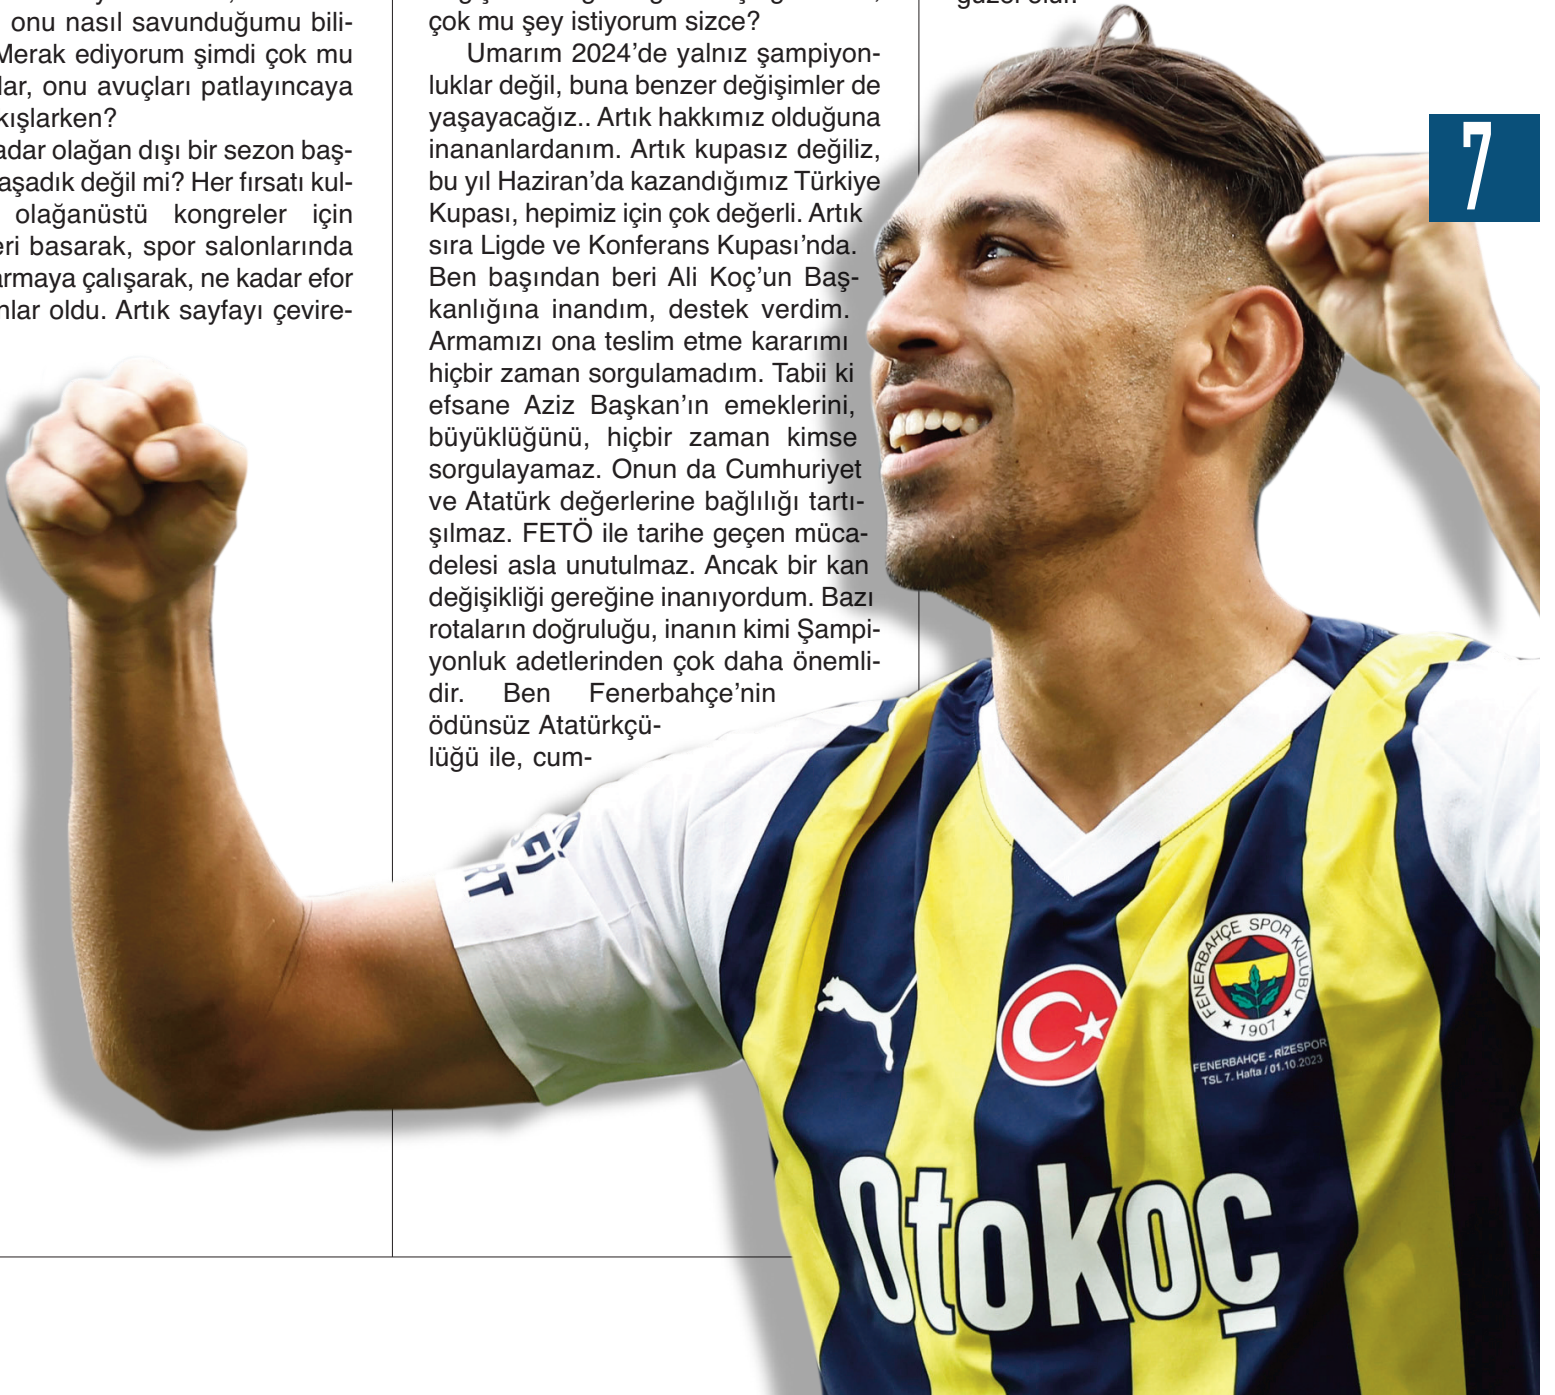 onu nasıl savunduğumu bili-
Merak ediyorum şimdi çok mu
lar, onu avuçları patlayıncaya
kışlarken?
adar olağan dışı bir sezon baş-
aşadık değil mi? Her fırsatı kul-
olağanüstü kongreler için
eri basarak, spor salonlarında
armaya çalışarak, ne kadar efor
nlar oldu. Artık sayfayı çevire-
çok mu şey istiyorum sizce?
Umarım 2024’de yalnız şampiyon-
luklar değil, buna benzer değişimler de
yaşayacağız.. Artık hakkımız olduğuna
inananlardanım. Artık kupasız değiliz,
bu yıl Haziran’da kazandığımız Türkiye
Kupası, hepimiz için çok değerli. Artık
sıra Ligde ve Konferans Kupası’nda.
Ben başından beri Ali Koç’un Baş-
kanlığına inandım, destek verdim.
Armamızı ona teslim etme kararımı
hiçbir zaman sorgulamadım. Tabii ki
efsane Aziz Başkan’ın emeklerini,
büyüklüğünü, hiçbir zaman kimse
sorgulayamaz. Onun da Cumhuriyet
ve Atatürk değerlerine bağlılığı tartı-
şılmaz. FETÖ ile tarihe geçen müca-
delesi asla unutulmaz. Ancak bir kan
değişikliği gereğine inanıyordum. Bazı
rotaların doğruluğu, inanın kimi Şampi-
yonluk adetlerinden çok daha önemli-
dir. Ben Fenerbahçe’nin
ödünsüz Atatürkçü-
lüğü ile, cum-
7
FENERBAHÇE SPOR KULÜBÜ
1907
FENERBAHÇE - RİZESPOR
TSL 7. Hafta / 01.10.2023
Otokoç